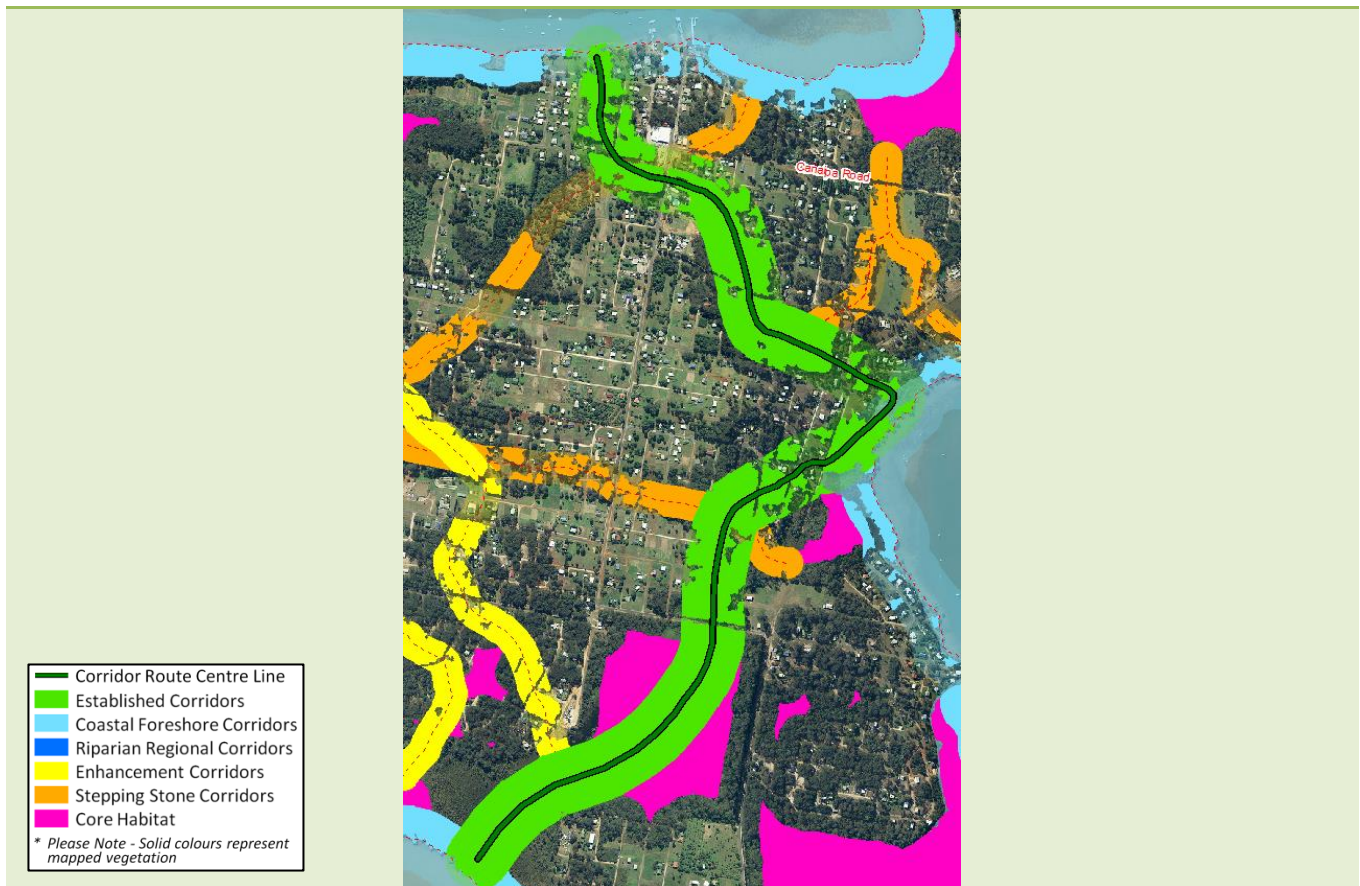 Canaipa Road
Corridor Route Centre Line
Established Corridors
Coastal Foreshore Corridors
Riparian Regional Corridors
Enhancement Corridors
Stepping Stone Corridors
Core Habitat
* Please Note - Solid colours represent
mapped vegetation